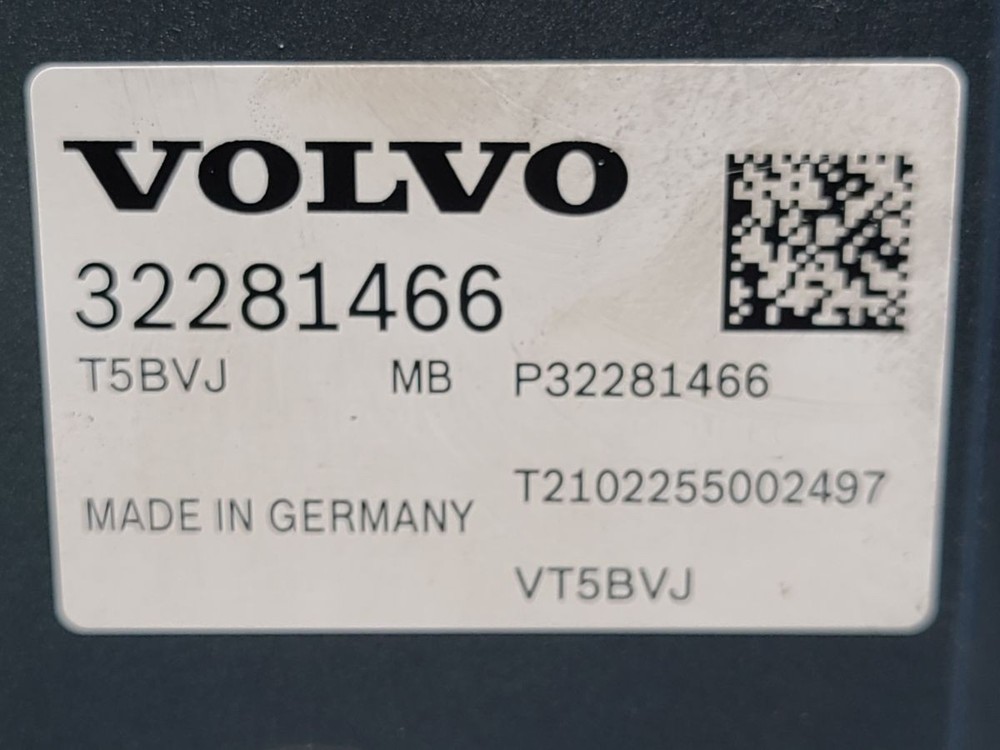 VOLVO
32281466
T5BVJ MB P32281466
T2102255002497
MADE IN GERMANY
VT5BVJ